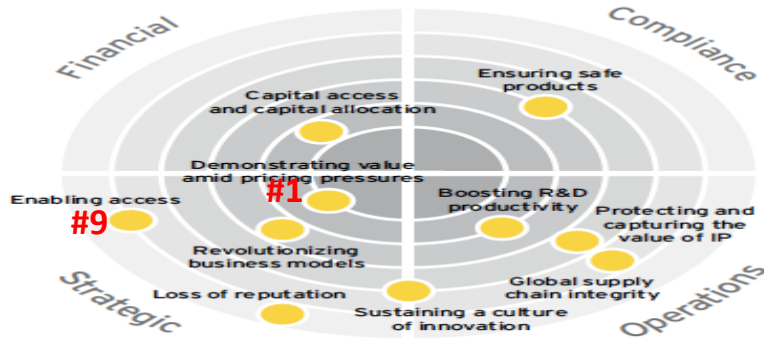 Financial
Compliance
Ensuring safe
products
Capital access
and capital allocation
Demonstrating value
amid pricing pressures
#1
Enabling access
#9
Boosting R&D
productivity
Protecting and
capturing the
value of IP
Revolutionizing
business models
Global supply
chain integrity
Loss of reputation
Sustaining a culture
of innovation
Strategic
Operations